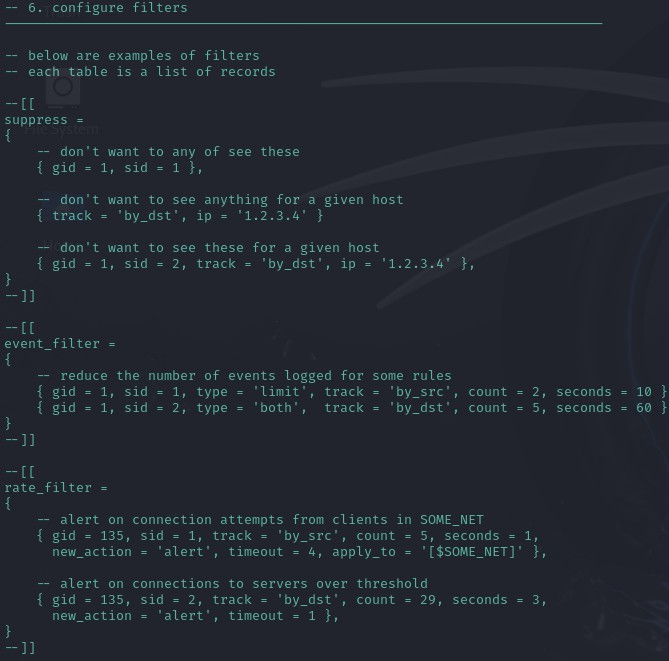 -- 6. configure filters
-- below are examples of filters
-- each table is a list of records
--[[
suppress =
{
    -- don't want to any of see these
    { gid = 1, sid = 1 },
    -- don't want to see anything for a given host
    { track = 'by_dst', ip = '1.2.3.4' }
    -- don't want to see these for a given host
    { gid = 1, sid = 2, track = 'by_dst', ip = '1.2.3.4' },
}
--]]
--[[
event_filter =
{
    -- reduce the number of events logged for some rules
    { gid = 1, sid = 1, type = 'limit', track = 'by_src', count = 2, seconds = 10 }
    { gid = 1, sid = 2, type = 'both',  track = 'by_dst', count = 5, seconds = 60 }
}
--]]
--[[
rate_filter =
{
    -- alert on connection attempts from clients in SOME_NET
    { gid = 135, sid = 1, track = 'by_src', count = 5, seconds = 1,
      new_action = 'alert', timeout = 4, apply_to = '[$SOME_NET]' },
    -- alert on connections to servers over threshold
    { gid = 135, sid = 2, track = 'by_dst', count = 29, seconds = 3,
      new_action = 'alert', timeout = 1 },
}
--]]
File System